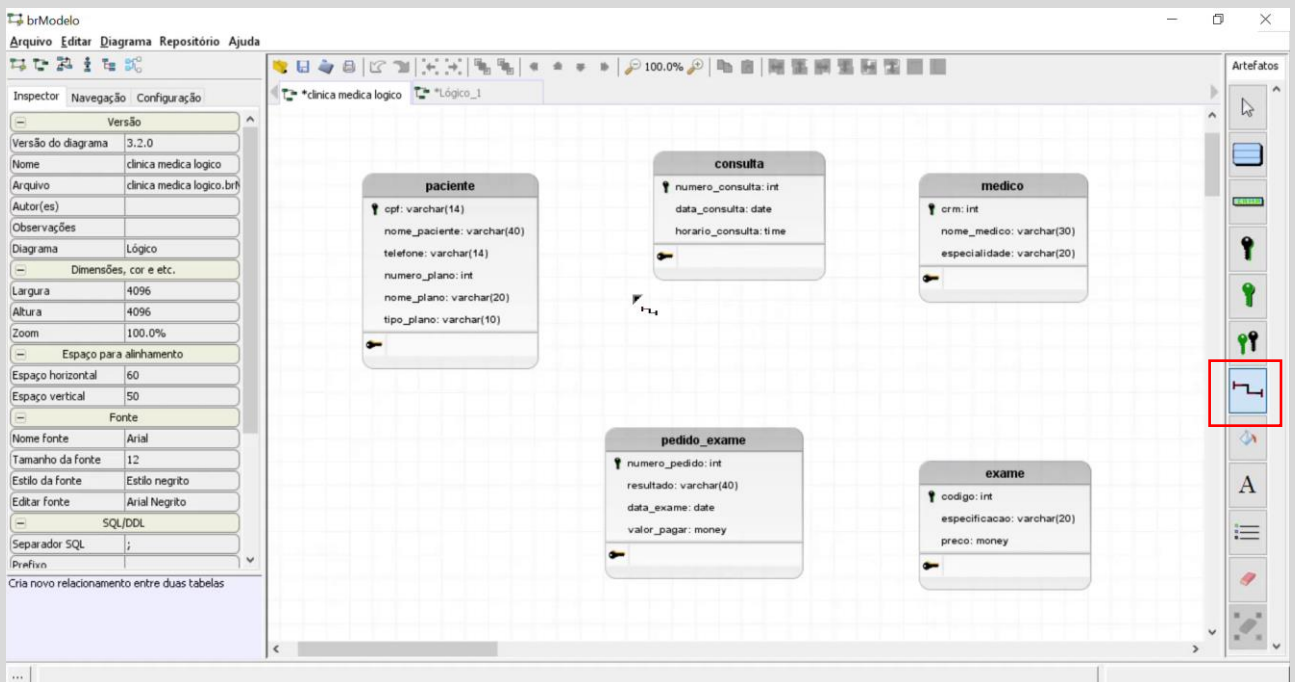 brModelo
Arquivo Editar Diagrama Repositório Ajuda
100.0%
Artefatos
Inspector Navegação Configuração
*clinica medica logico *Lógico_1
Versão
Versão do diagrama 3.2.0
Nome clinica medica logico
Arquivo clinica medica logico.brM
Autor(es)
Observações
Diagrama Lógico
Dimensões, cor e etc.
Largura 4096
Altura 4096
Zoom 100.0%
Espaço para alinhamento
Espaço horizontal 60
Espaço vertical 50
Fonte
Nome fonte Arial
Tamanho da fonte 12
Estilo da fonte Estilo negrito
Editar fonte Arial Negrito
SQL/DDL
Separador SQL ;
Prefixo
Cria novo relacionamento entre duas tabelas
...
paciente
cpf: varchar(14)
nome_paciente: varchar(40)
telefone: varchar(14)
numero_plano: int
nome_plano: varchar(20)
tipo_plano: varchar(10)
consulta
numero_consulta: int
data_consulta: date
horario_consulta: time
medico
crm: int
nome_medico: varchar(30)
especialidade: varchar(20)
pedido_exame
numero_pedido: int
resultado: varchar(40)
data_exame: date
valor_pagar: money
exame
codigo: int
especificacao: varchar(20)
preco: money
A